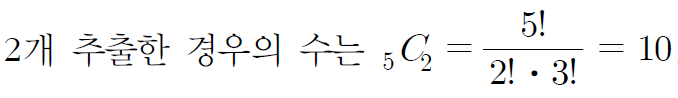 2개 추출한 경우의 수는 ₅C₂ = 5! / (2! · 3!) = 10